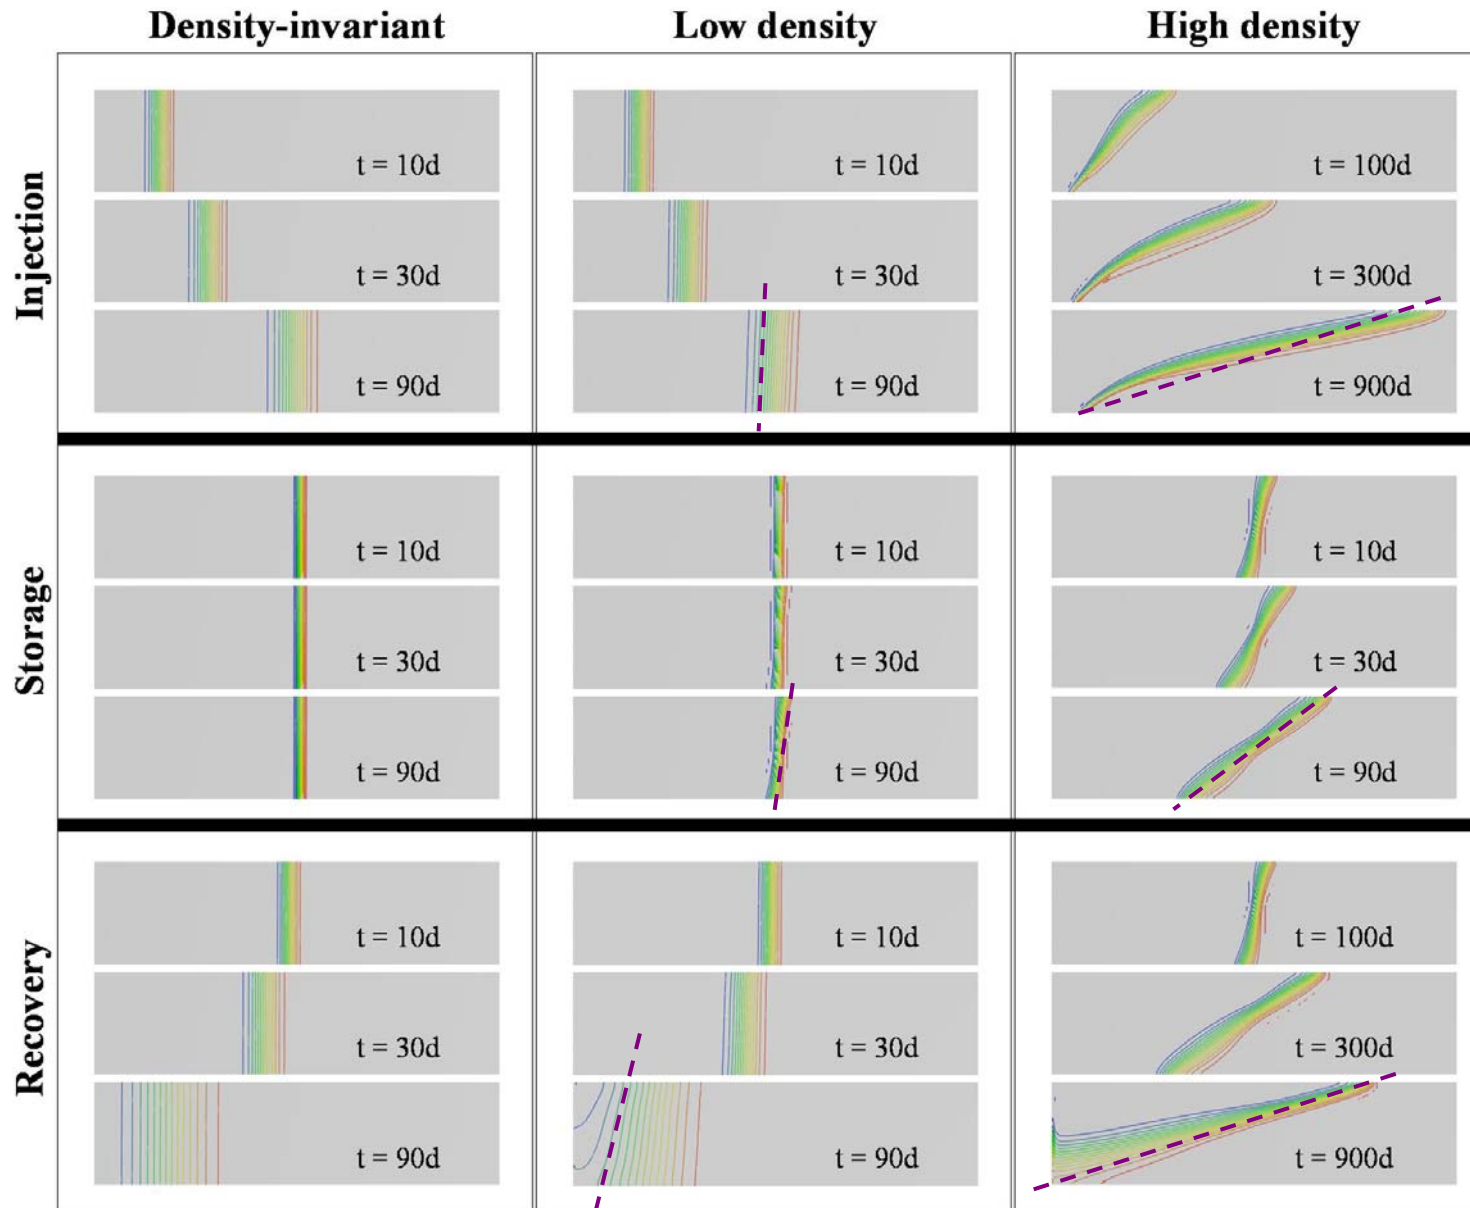 Density-invariant Low density High density
Injection
t = 10d t = 10d t = 100d
t = 30d t = 30d t = 300d
t = 90d t = 90d t = 900d
Storage
t = 10d t = 10d t = 10d
t = 30d t = 30d t = 30d
t = 90d t = 90d t = 90d
Recovery
t = 10d t = 10d t = 100d
t = 30d t = 30d t = 300d
t = 90d t = 90d t = 900d